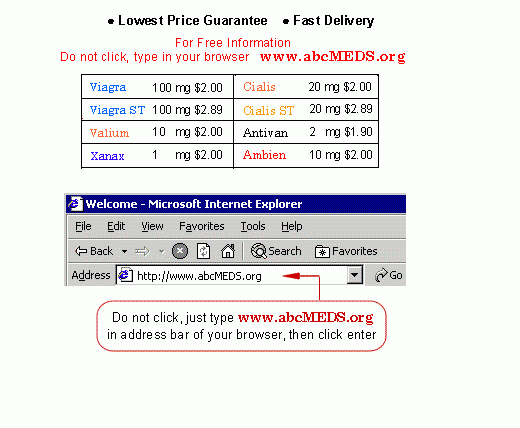 ● Lowest Price Guarantee ● Fast Delivery
For Free Information
Do not click, type in your browser www.abcMEDS.org
Viagra 100 mg $2.00 Cialis 20 mg $2.00
Viagra ST 100 mg $2.89 Cialis ST 20 mg $2.89
Valium 10 mg $2.00 Antivan 2 mg $1.90
Xanax 1 mg $2.00 Ambien 10 mg $2.00
Welcome - Microsoft Internet Explorer
File Edit View Favorites Tools Help
Back Search Favorites
Address http://www.abcMEDS.org Go
Do not click, just type www.abcMEDS.org
in address bar of your browser, then click enter